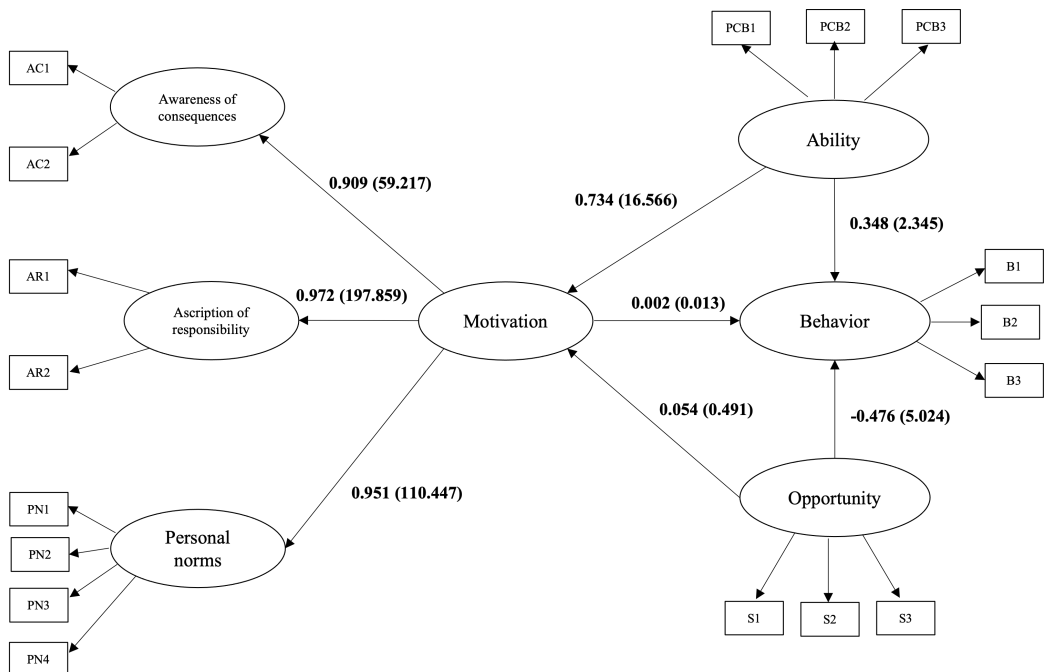 PCB1
PCB2
PCB3
AC1
Awareness of
consequences
AC2
Ability
0.909 (59.217)
0.734 (16.566)
0.348 (2.345)
AR1
B1
Ascription of
responsibility
0.972 (197.859)
Motivation
0.002 (0.013)
Behavior
B2
AR2
B3
0.054 (0.491)
-0.476 (5.024)
0.951 (110.447)
Opportunity
PN1
Personal
norms
PN2
PN3
S1
S2
S3
PN4